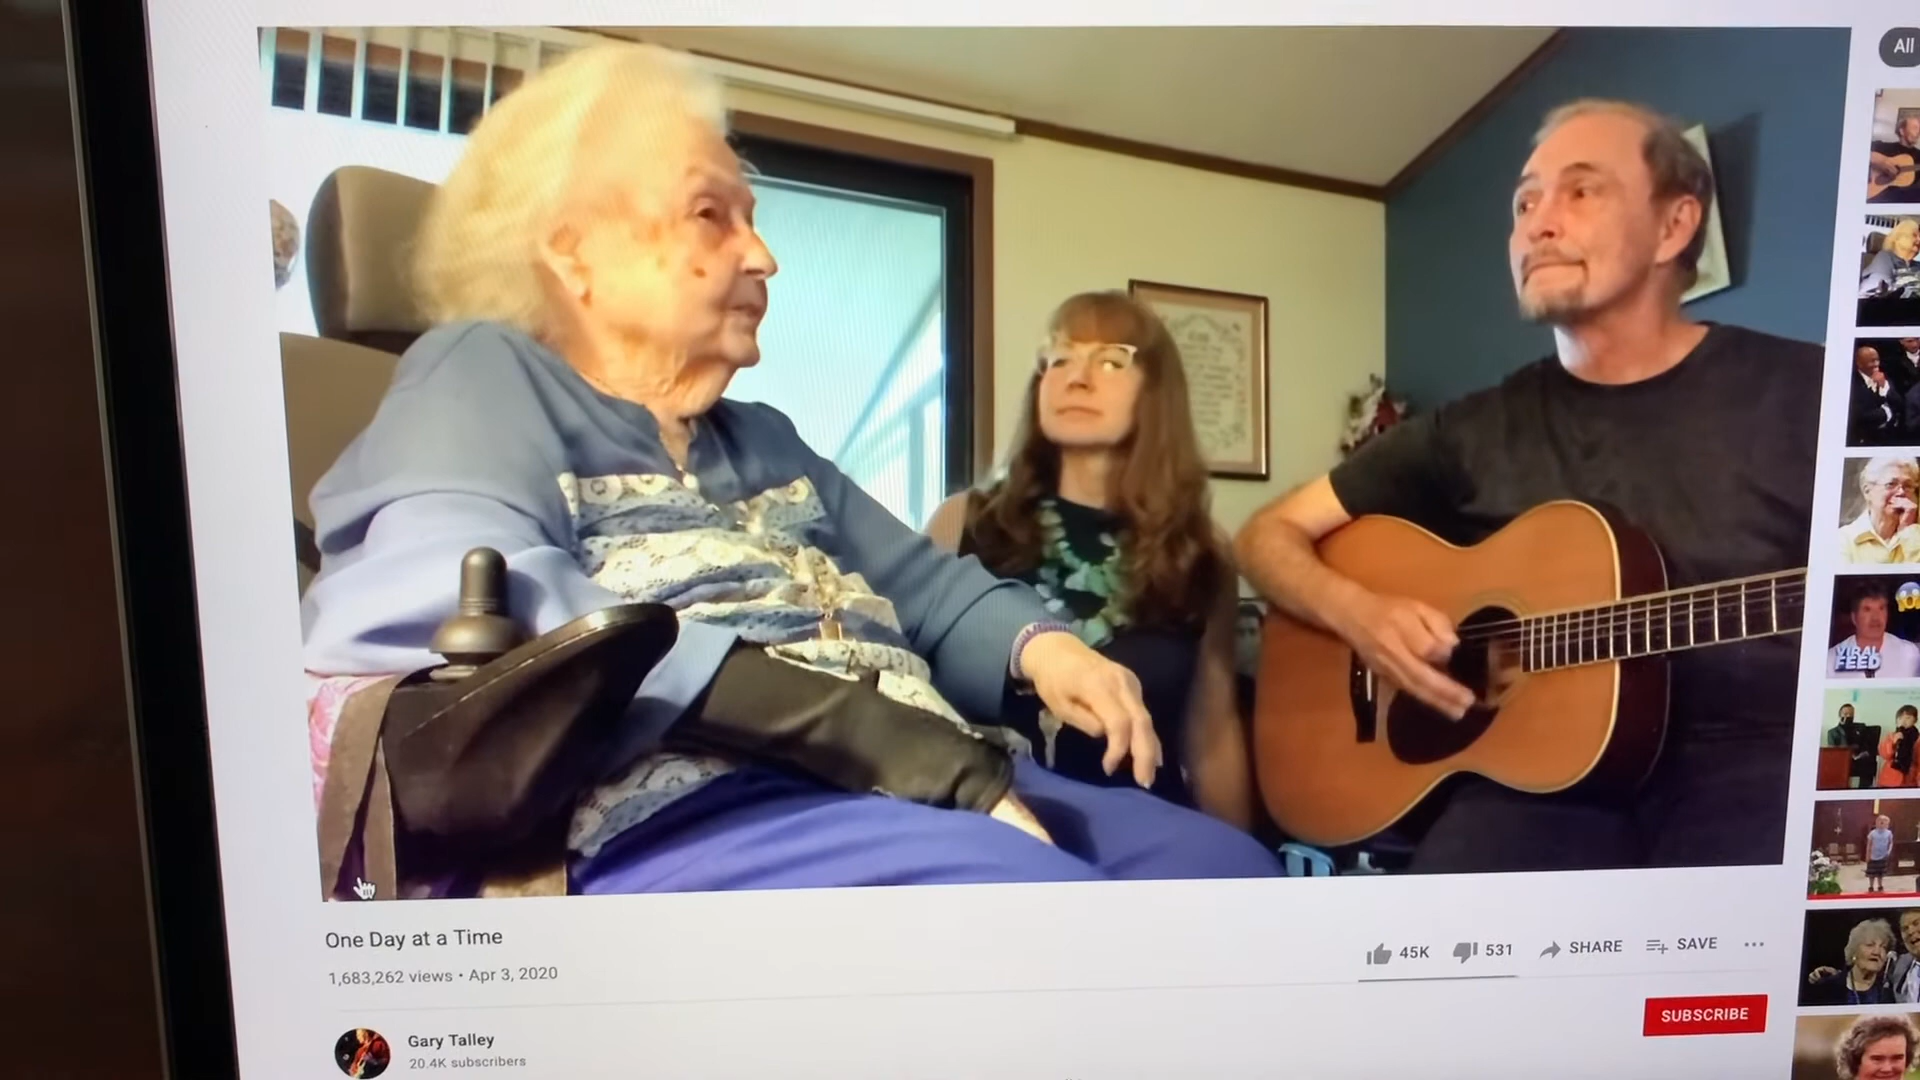 All
VIRAL
FEED
One Day at a Time
1,683,262 views • Apr 3, 2020
45K
531
SHARE
SAVE
Gary Talley
20.4K subscribers
SUBSCRIBE